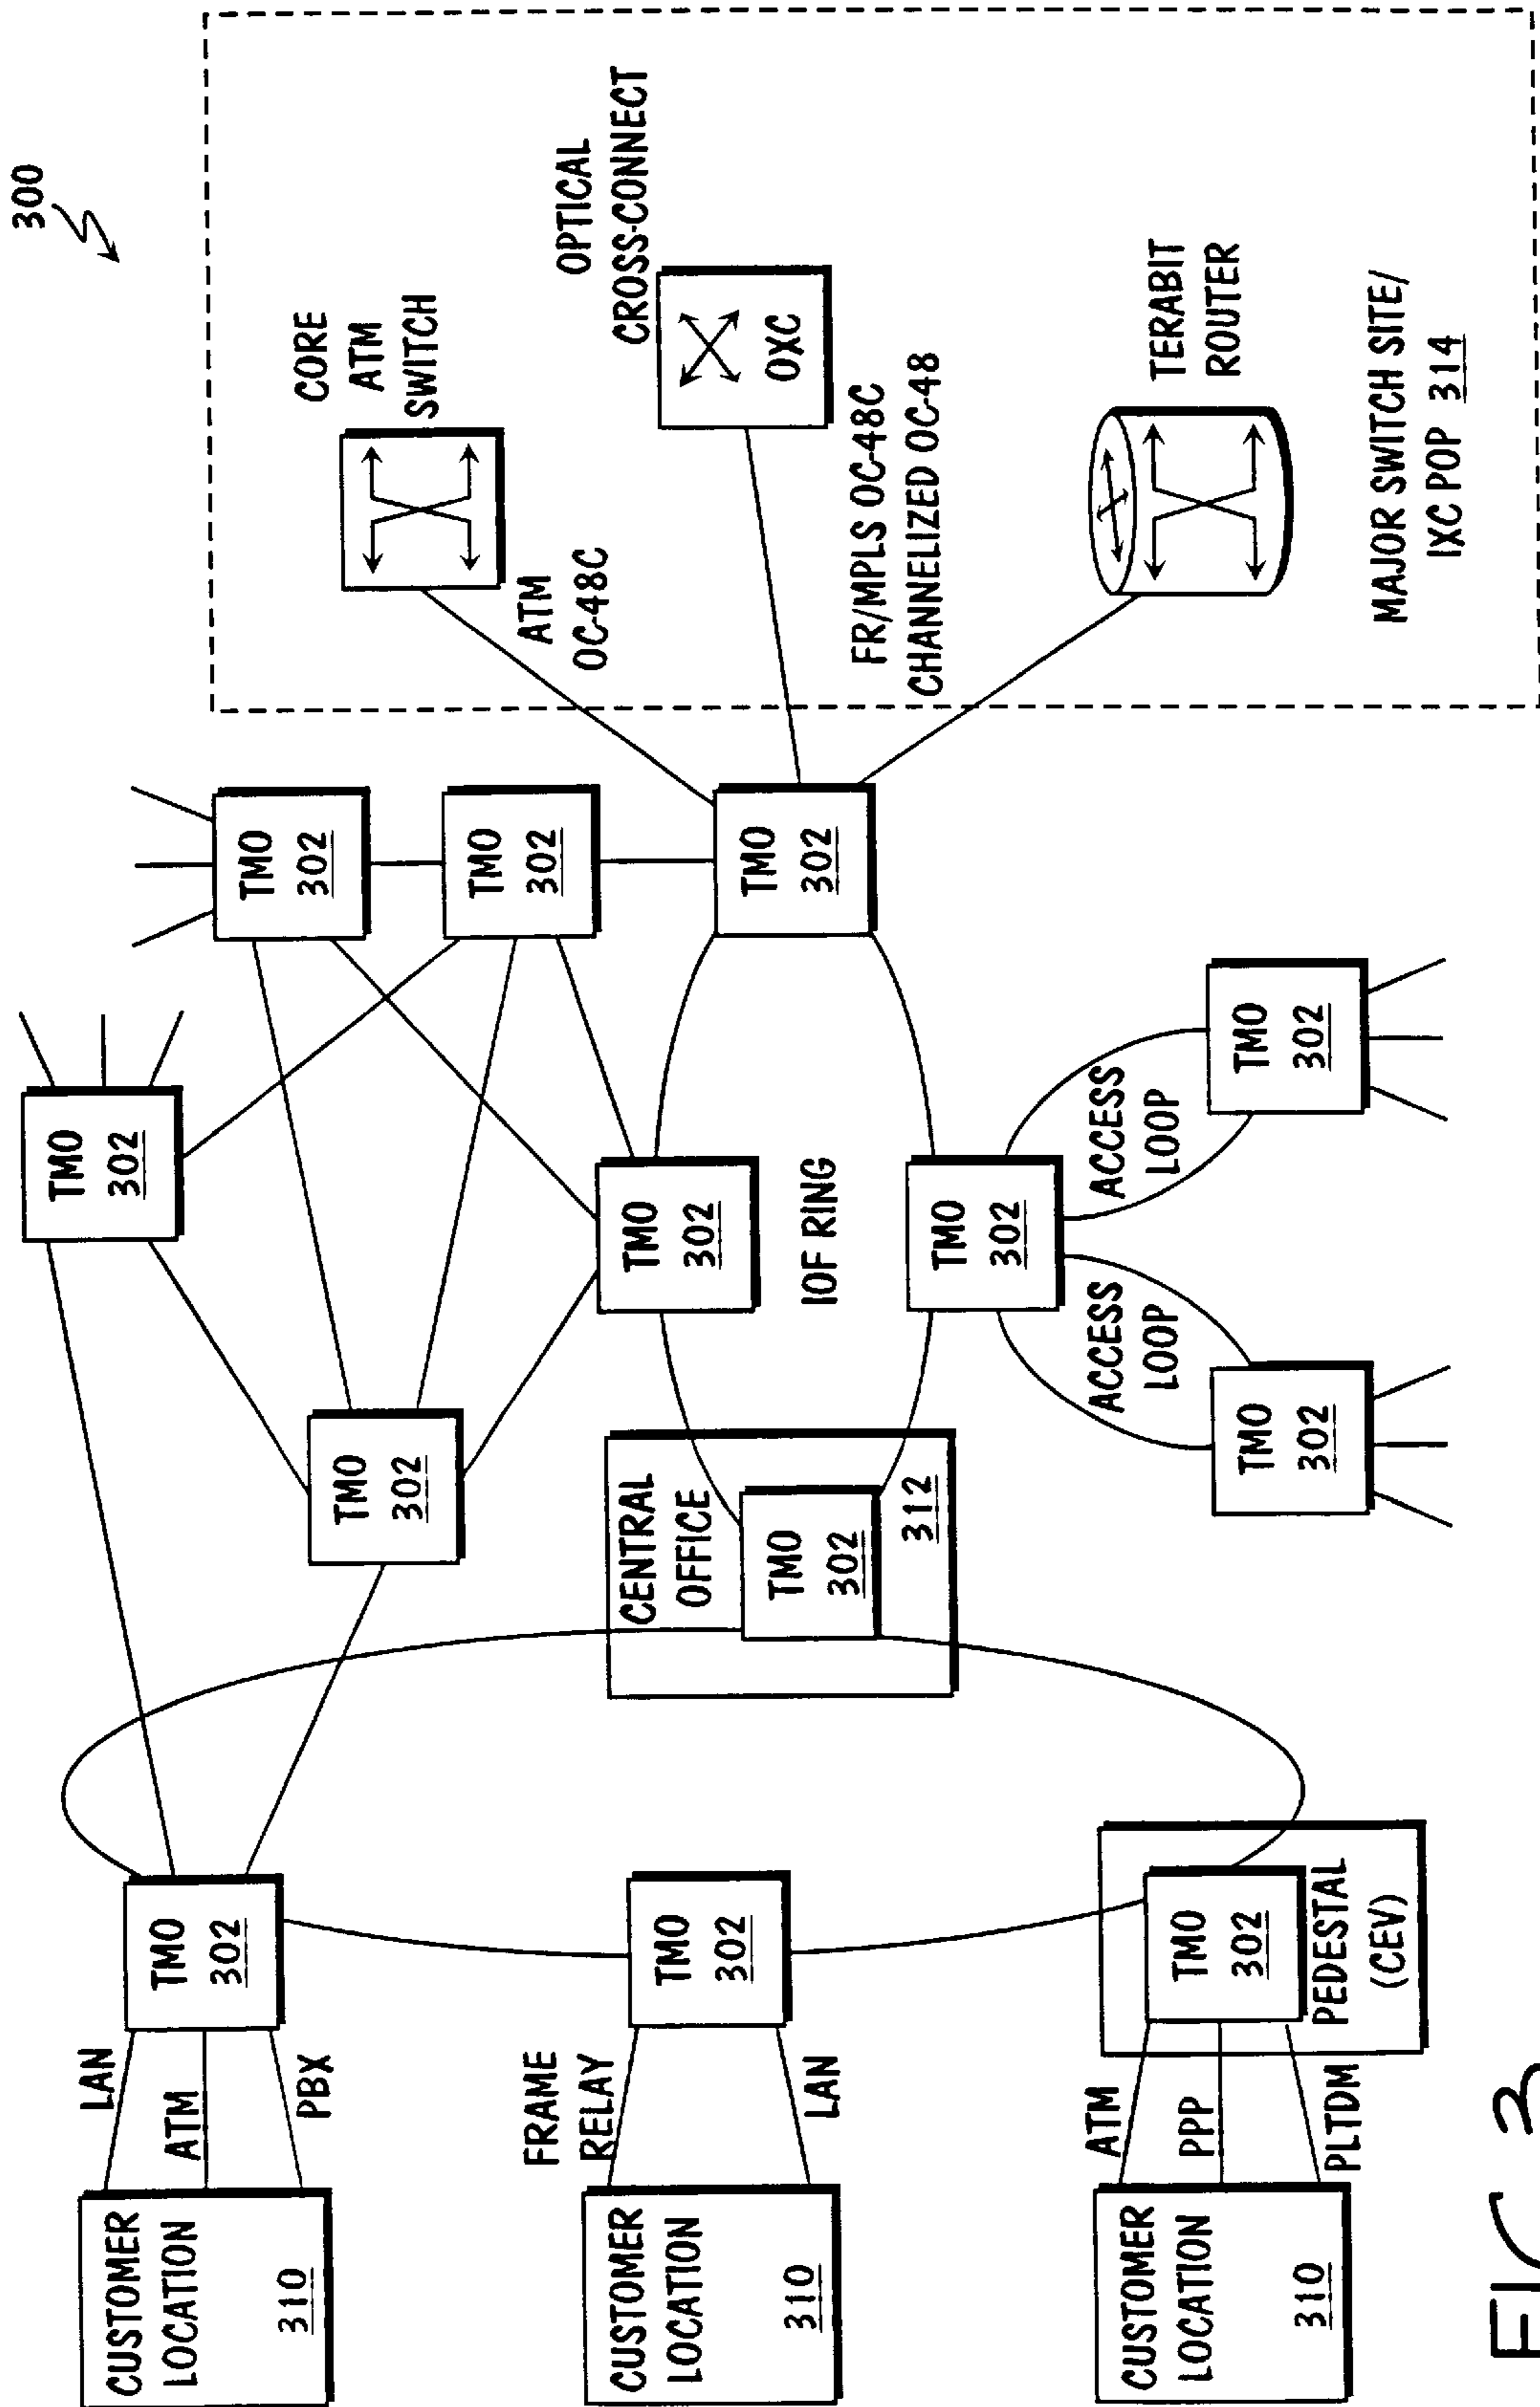 300
CORE
ATM
SWITCH
OPTICAL
CROSS-CONNECT
OXC
TERABIT
ROUTER
ATM
OC-48C
FR/MPLS OC-48C
CHANNELIZED OC-48
MAJOR SWITCH SITE/
IXC POP 314
TMO
302
TMO
302
TMO
302
TMO
302
TMO
302
TMO
302
IOF RING
TMO
302
ACCESS
LOOP
ACCESS
LOOP
TMO
302
TMO
302
CENTRAL
OFFICE
TMO
302
312
TMO
302
TMO
302
TMO
302
PEDESTAL
(CEV)
LAN
ATM
PBX
FRAME
RELAY
LAN
ATM
PPP
PLTDM
CUSTOMER
LOCATION
310
CUSTOMER
LOCATION
310
CUSTOMER
LOCATION
310
FIG. 3